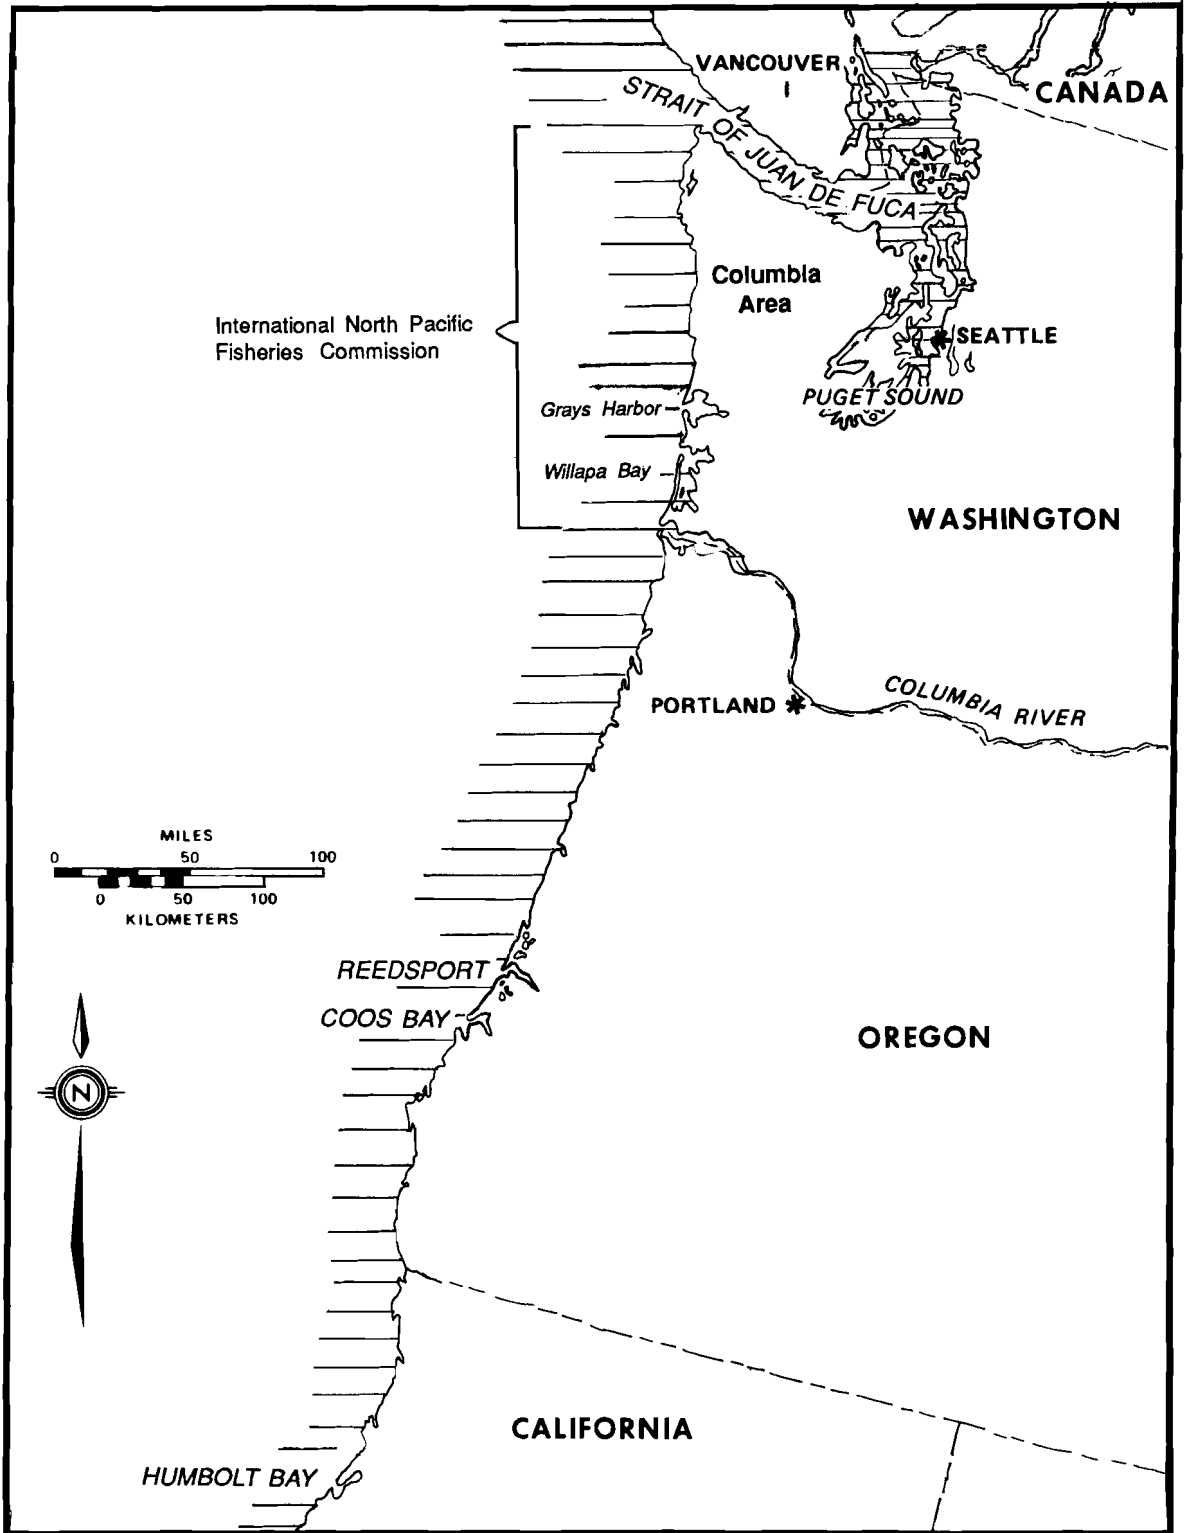 VANCOUVER
I
CANADA
STRAIT OF JUAN DE FUCA
Columbia
Area
International North Pacific
Fisheries Commission
SEATTLE
PUGET SOUND
Grays Harbor
Willapa Bay
WASHINGTON
COLUMBIA RIVER
PORTLAND
MILES
0 50 100
0 50 100
KILOMETERS
REEDSPORT
COOS BAY
OREGON
N
CALIFORNIA
HUMBOLT BAY